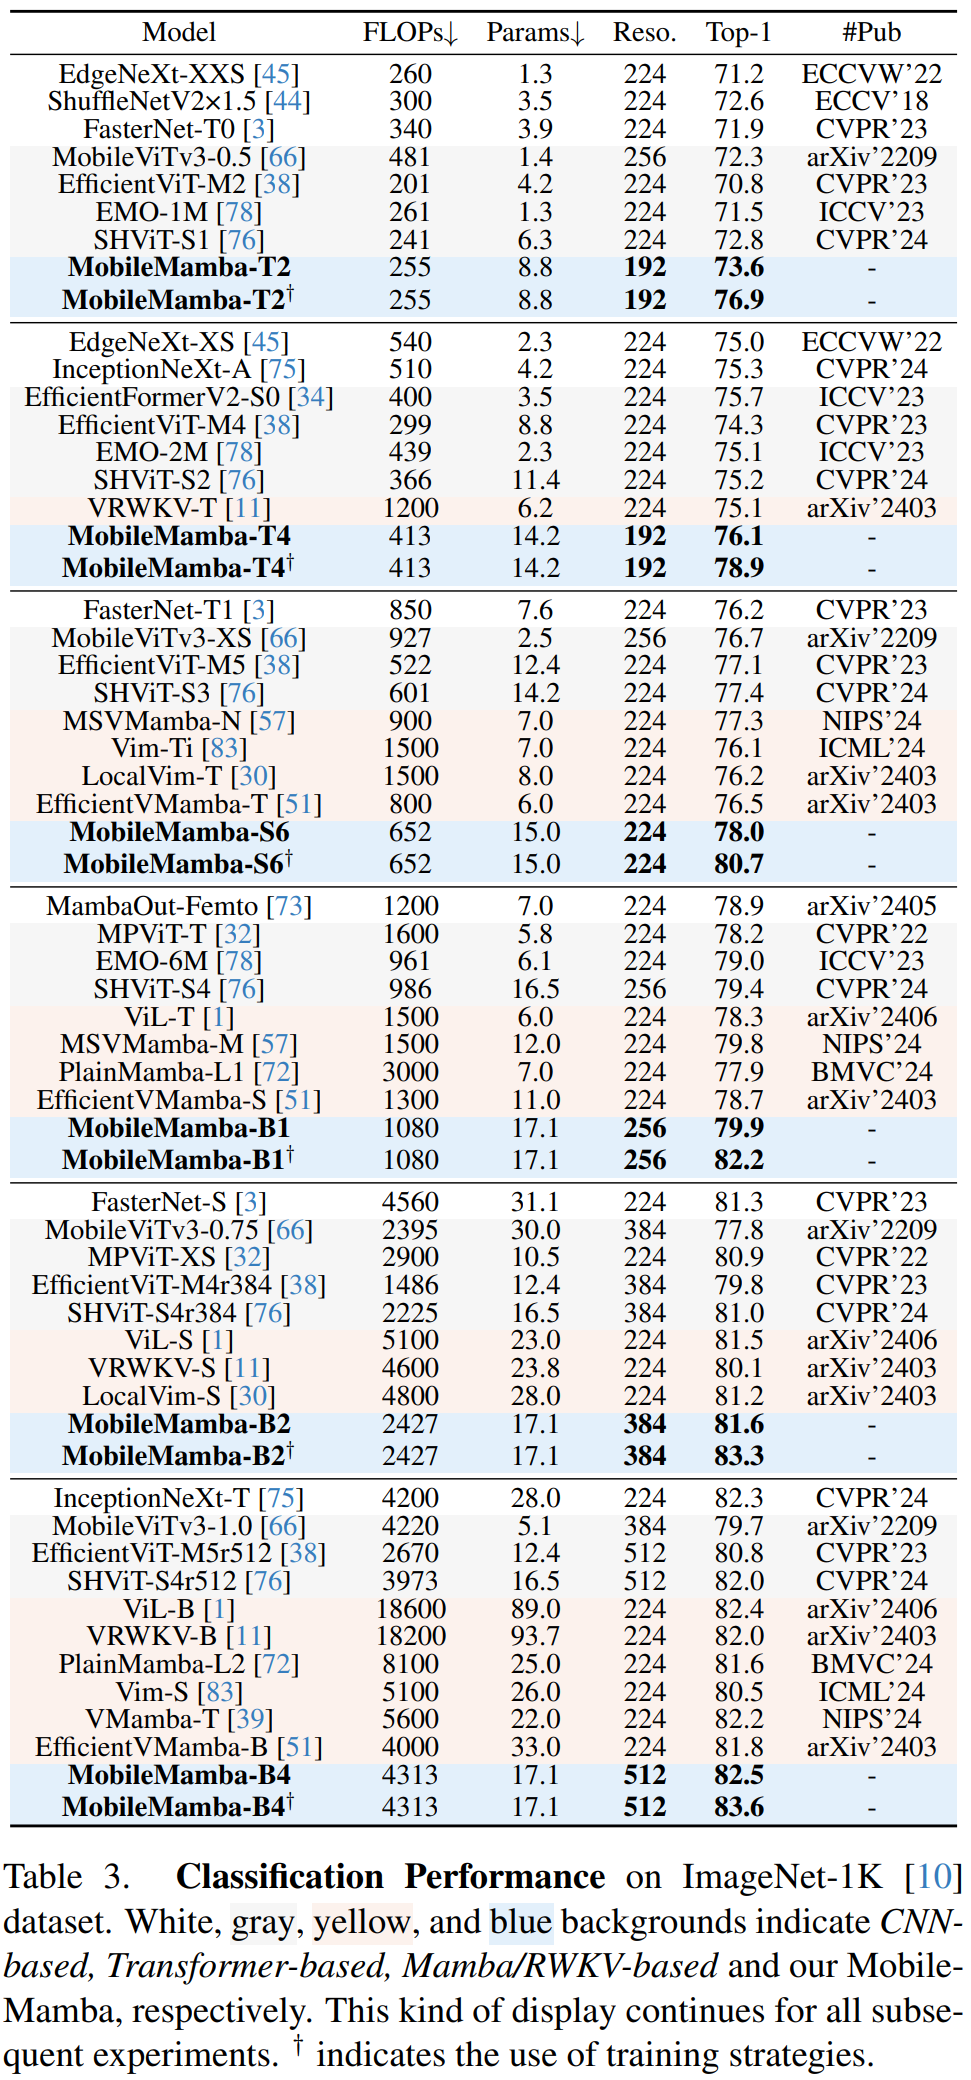 Model FLOPs↓ Params↓ Reso. Top-1 #Pub
EdgeNeXt-XXS [45] 260 1.3 224 71.2 ECCVW’22
ShuffleNetV2×1.5 [44] 300 3.5 224 72.6 ECCV’18
FasterNet-T0 [3] 340 3.9 224 71.9 CVPR’23
MobileViTv3-0.5 [66] 481 1.4 256 72.3 arXiv’2209
EfficientViT-M2 [38] 201 4.2 224 70.8 CVPR’23
EMO-1M [78] 261 1.3 224 71.5 ICCV’23
SHViT-S1 [76] 241 6.3 224 72.8 CVPR’24
MobileMamba-T2 255 8.8 192 73.6 -
MobileMamba-T2† 255 8.8 192 76.9 -
EdgeNeXt-XS [45] 540 2.3 224 75.0 ECCVW’22
InceptionNeXt-A [75] 510 4.2 224 75.3 CVPR’24
EfficientFormerV2-S0 [34] 400 3.5 224 75.7 ICCV’23
EfficientViT-M4 [38] 299 8.8 224 74.3 CVPR’23
EMO-2M [78] 439 2.3 224 75.1 ICCV’23
SHViT-S2 [76] 366 11.4 224 75.2 CVPR’24
VRWKV-T [11] 1200 6.2 224 75.1 arXiv’2403
MobileMamba-T4 413 14.2 192 76.1 -
MobileMamba-T4† 413 14.2 192 78.9 -
FasterNet-T1 [3] 850 7.6 224 76.2 CVPR’23
MobileViTv3-XS [66] 927 2.5 256 76.7 arXiv’2209
EfficientViT-M5 [38] 522 12.4 224 77.1 CVPR’23
SHViT-S3 [76] 601 14.2 224 77.4 CVPR’24
MSVMamba-N [57] 900 7.0 224 77.3 NIPS’24
Vim-Ti [83] 1500 7.0 224 76.1 ICML’24
LocalVim-T [30] 1500 8.0 224 76.2 arXiv’2403
EfficientVMamba-T [51] 800 6.0 224 76.5 arXiv’2403
MobileMamba-S6 652 15.0 224 78.0 -
MobileMamba-S6† 652 15.0 224 80.7 -
MambaOut-Femto [73] 1200 7.0 224 78.9 arXiv’2405
MPViT-T [32] 1600 5.8 224 78.2 CVPR’22
EMO-6M [78] 961 6.1 224 79.0 ICCV’23
SHViT-S4 [76] 986 16.5 256 79.4 CVPR’24
ViL-T [1] 1500 6.0 224 78.3 arXiv’2406
MSVMamba-M [57] 1500 12.0 224 79.8 NIPS’24
PlainMamba-L1 [72] 3000 7.0 224 77.9 BMVC’24
EfficientVMamba-S [51] 1300 11.0 224 78.7 arXiv’2403
MobileMamba-B1 1080 17.1 256 79.9 -
MobileMamba-B1† 1080 17.1 256 82.2 -
FasterNet-S [3] 4560 31.1 224 81.3 CVPR’23
MobileViTv3-0.75 [66] 2395 30.0 384 77.8 arXiv’2209
MPViT-XS [32] 2900 10.5 224 80.9 CVPR’22
EfficientViT-M4r384 [38] 1486 12.4 384 79.8 CVPR’23
SHViT-S4r384 [76] 2225 16.5 384 81.0 CVPR’24
ViL-S [1] 5100 23.0 224 81.5 arXiv’2406
VRWKV-S [11] 4600 23.8 224 80.1 arXiv’2403
LocalVim-S [30] 4800 28.0 224 81.2 arXiv’2403
MobileMamba-B2 2427 17.1 384 81.6 -
MobileMamba-B2† 2427 17.1 384 83.3 -
InceptionNeXt-T [75] 4200 28.0 224 82.3 CVPR’24
MobileViTv3-1.0 [66] 4220 5.1 384 79.7 arXiv’2209
EfficientViT-M5r512 [38] 2670 12.4 512 80.8 CVPR’23
SHViT-S4r512 [76] 3973 16.5 512 82.0 CVPR’24
ViL-B [1] 18600 89.0 224 82.4 arXiv’2406
VRWKV-B [11] 18200 93.7 224 82.0 arXiv’2403
PlainMamba-L2 [72] 8100 25.0 224 81.6 BMVC’24
Vim-S [83] 5100 26.0 224 80.5 ICML’24
VMamba-T [39] 5600 22.0 224 82.2 NIPS’24
EfficientVMamba-B [51] 4000 33.0 224 81.8 arXiv’2403
MobileMamba-B4 4313 17.1 512 82.5 -
MobileMamba-B4† 4313 17.1 512 83.6 -
Table 3. Classification Performance on ImageNet-1K [10]
dataset. White, gray, yellow, and blue backgrounds indicate CNN-
based, Transformer-based, Mamba/RWKV-based and our Mobile-
Mamba, respectively. This kind of display continues for all subse-
quent experiments. † indicates the use of training strategies.